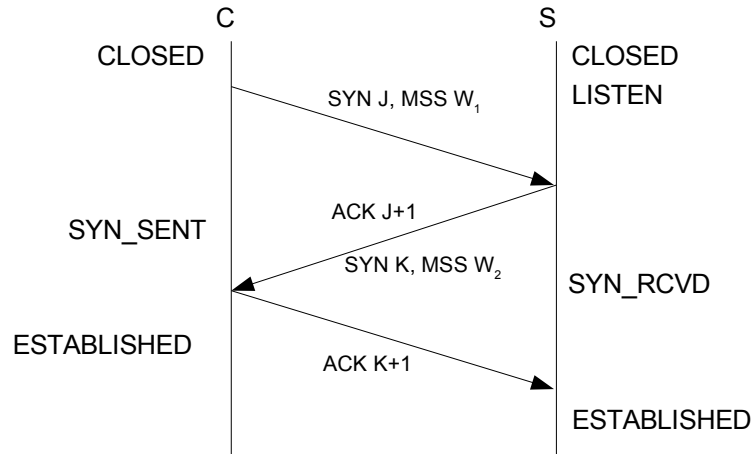 C
S
CLOSED
CLOSED
LISTEN
SYN J, MSS W₁
ACK J+1
SYN_SENT
SYN K, MSS W₂
SYN_RCVD
ESTABLISHED
ACK K+1
ESTABLISHED